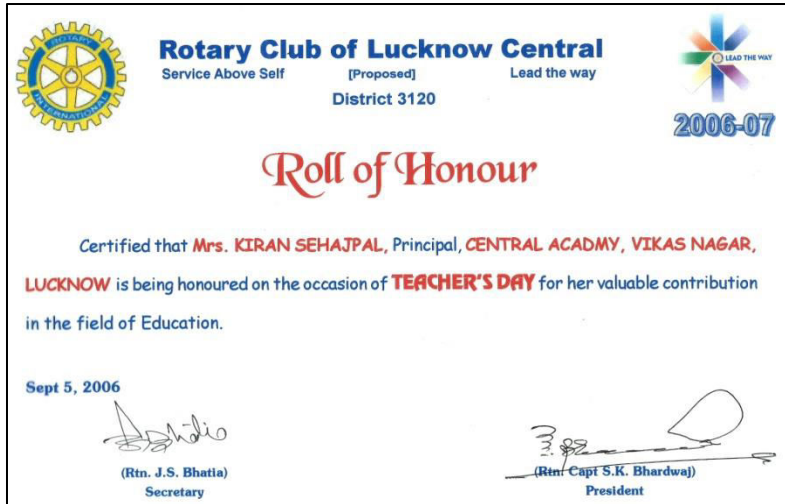 ROTARY
INTERNATIONAL
Rotary Club of Lucknow Central
Service Above Self [Proposed] Lead the way
District 3120
LEAD THE WAY
2006-07
Roll of Honour
Certified that Mrs. KIRAN SEHAJPAL, Principal, CENTRAL ACADMY, VIKAS NAGAR,
LUCKNOW is being honoured on the occasion of TEACHER'S DAY for her valuable contribution
in the field of Education.
Sept 5, 2006
(Rtn. J.S. Bhatia)
Secretary
(Rtn. Capt S.K. Bhardwaj)
President